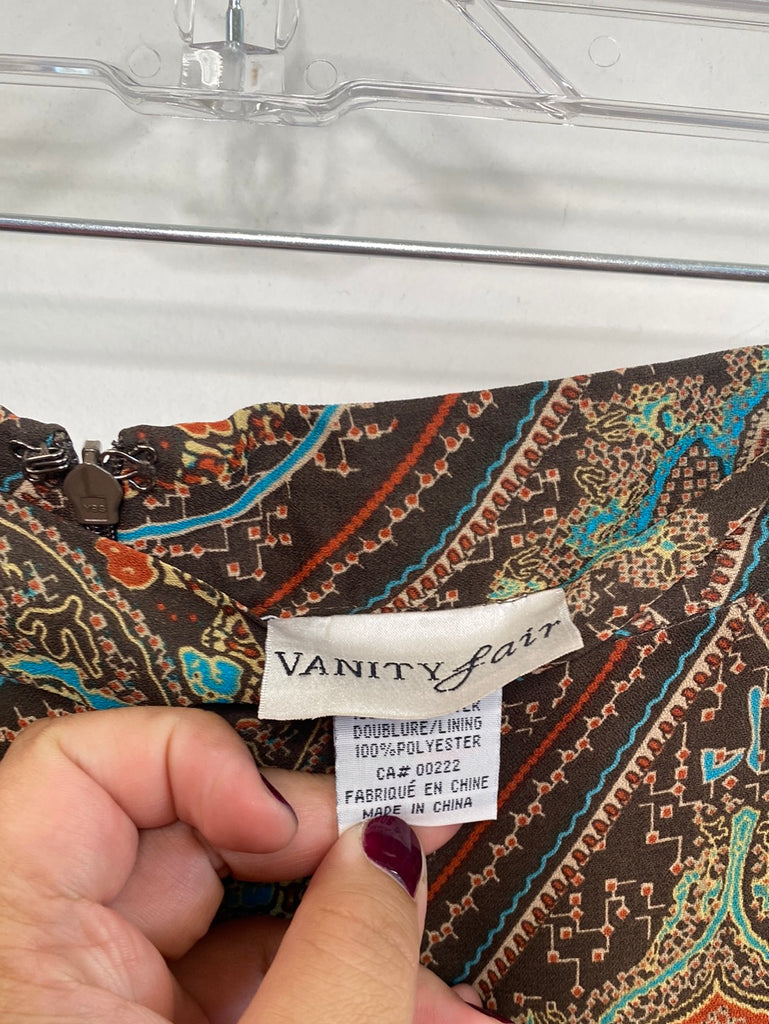 VANITY fair
DOUBLURE/LINING
100%POLYESTER
CA# 00222
FABRIQUÉ EN CHINE
MADE IN CHINA